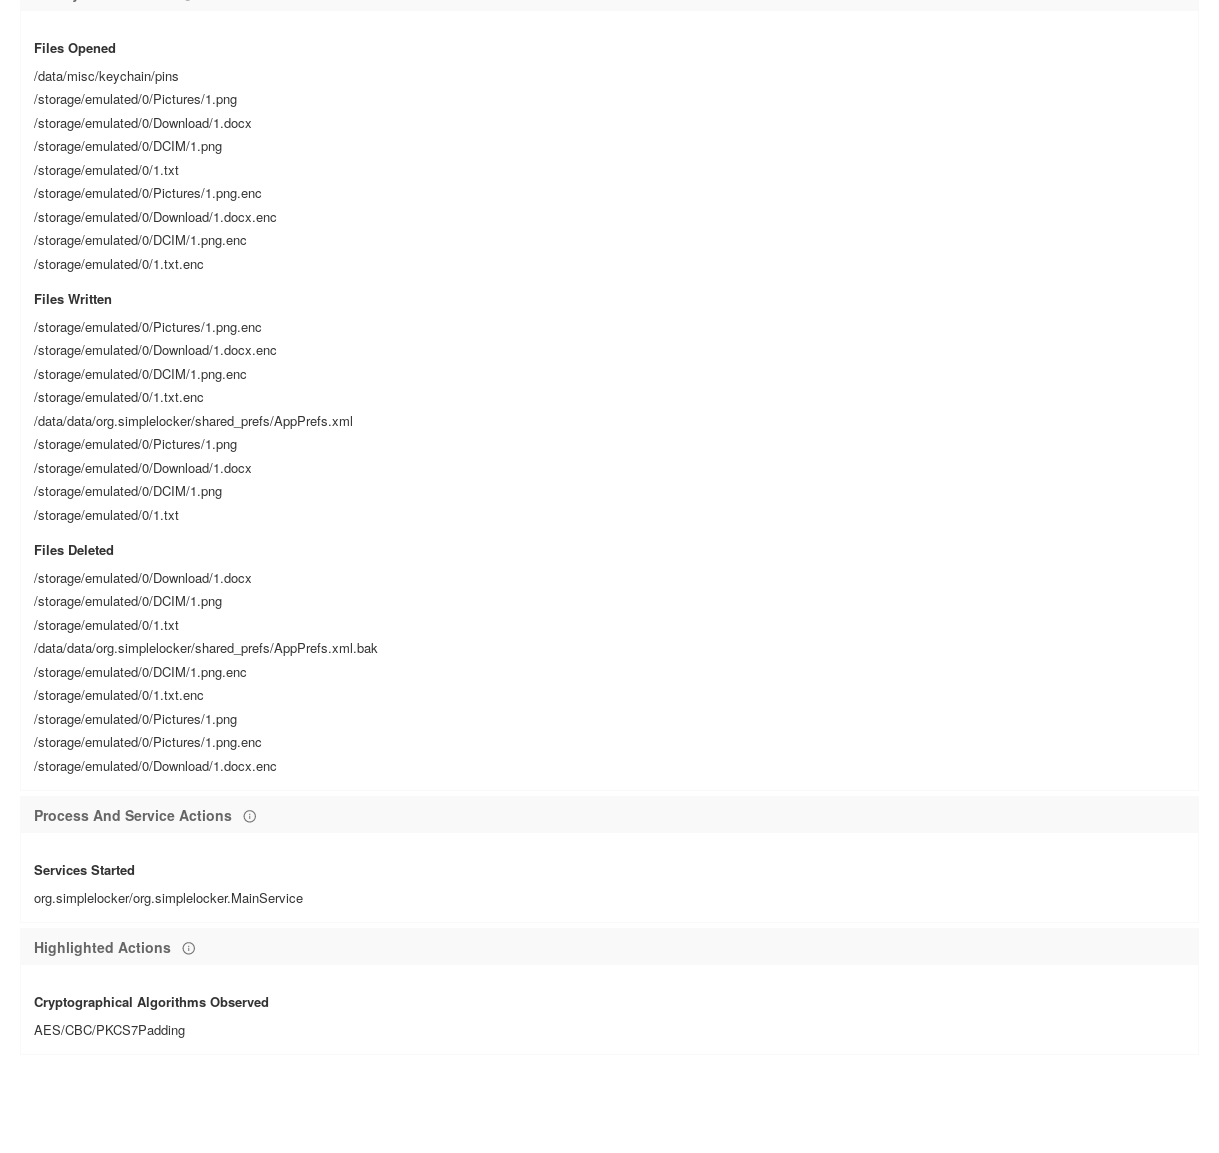 Files Opened
/data/misc/keychain/pins
/storage/emulated/0/Pictures/1.png
/storage/emulated/0/Download/1.docx
/storage/emulated/0/DCIM/1.png
/storage/emulated/0/1.txt
/storage/emulated/0/Pictures/1.png.enc
/storage/emulated/0/Download/1.docx.enc
/storage/emulated/0/DCIM/1.png.enc
/storage/emulated/0/1.txt.enc
Files Written
/storage/emulated/0/Pictures/1.png.enc
/storage/emulated/0/Download/1.docx.enc
/storage/emulated/0/DCIM/1.png.enc
/storage/emulated/0/1.txt.enc
/data/data/org.simplelocker/shared_prefs/AppPrefs.xml
/storage/emulated/0/Pictures/1.png
/storage/emulated/0/Download/1.docx
/storage/emulated/0/DCIM/1.png
/storage/emulated/0/1.txt
Files Deleted
/storage/emulated/0/Download/1.docx
/storage/emulated/0/DCIM/1.png
/storage/emulated/0/1.txt
/data/data/org.simplelocker/shared_prefs/AppPrefs.xml.bak
/storage/emulated/0/DCIM/1.png.enc
/storage/emulated/0/1.txt.enc
/storage/emulated/0/Pictures/1.png
/storage/emulated/0/Pictures/1.png.enc
/storage/emulated/0/Download/1.docx.enc
Process And Service Actions
Services Started
org.simplelocker/org.simplelocker.MainService
Highlighted Actions
Cryptographical Algorithms Observed
AES/CBC/PKCS7Padding